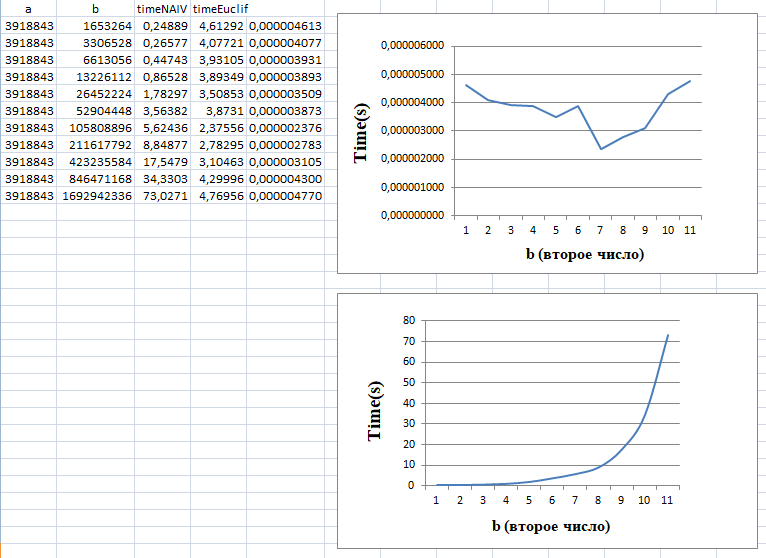 a b timeNAIV timeEuclif
3918843 1653264 0,24889 4,61292 0,000004613
3918843 3306528 0,26577 4,07721 0,000004077
3918843 6613056 0,44743 3,93105 0,000003931
3918843 13226112 0,86528 3,89349 0,000003893
3918843 26452224 1,78297 3,50853 0,000003509
3918843 52904448 3,56382 3,8731 0,000003873
3918843 105808896 5,62436 2,37556 0,000002376
3918843 211617792 8,84877 2,78295 0,000002783
3918843 423235584 17,5479 3,10463 0,000003105
3918843 846471168 34,3303 4,29996 0,000004300
3918843 1692942336 73,0271 4,76956 0,000004770
Time(s)
0,000006000
0,000005000
0,000004000
0,000003000
0,000002000
0,000001000
0,000000000
1 2 3 4 5 6 7 8 9 10 11
b (второе число)
Time(s)
80
70
60
50
40
30
20
10
0
1 2 3 4 5 6 7 8 9 10 11
b (второе число)